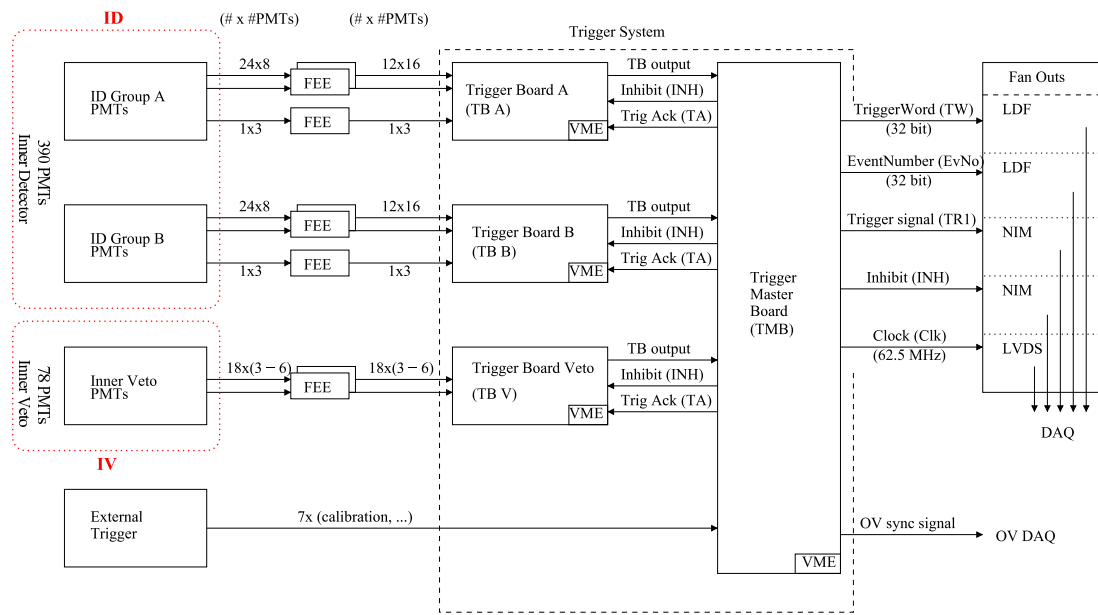 ID
(# x #PMTs)
(# x #PMTs)
Trigger System
24x8
FEE
12x16
ID Group A
PMTs
1x3
FEE
1x3
Trigger Board A
(TB A)
VME
TB output
Inhibit (INH)
Trig Ack (TA)
390 PMTs
Inner Detector
24x8
FEE
12x16
ID Group B
PMTs
1x3
FEE
1x3
Trigger Board B
(TB B)
VME
TB output
Inhibit (INH)
Trig Ack (TA)
78 PMTs
Inner Veto
Inner Veto
PMTs
18x(3−6)
FEE
18x(3−6)
Trigger Board Veto
(TB V)
VME
TB output
Inhibit (INH)
Trig Ack (TA)
IV
External
Trigger
7x (calibration, ...)
Trigger
Master
Board
(TMB)
VME
TriggerWord (TW)
(32 bit)
EventNumber (EvNo)
(32 bit)
Trigger signal (TR1)
Inhibit (INH)
Clock (Clk)
(62.5 MHz)
OV sync signal
OV DAQ
Fan Outs
LDF
LDF
NIM
NIM
LVDS
DAQ